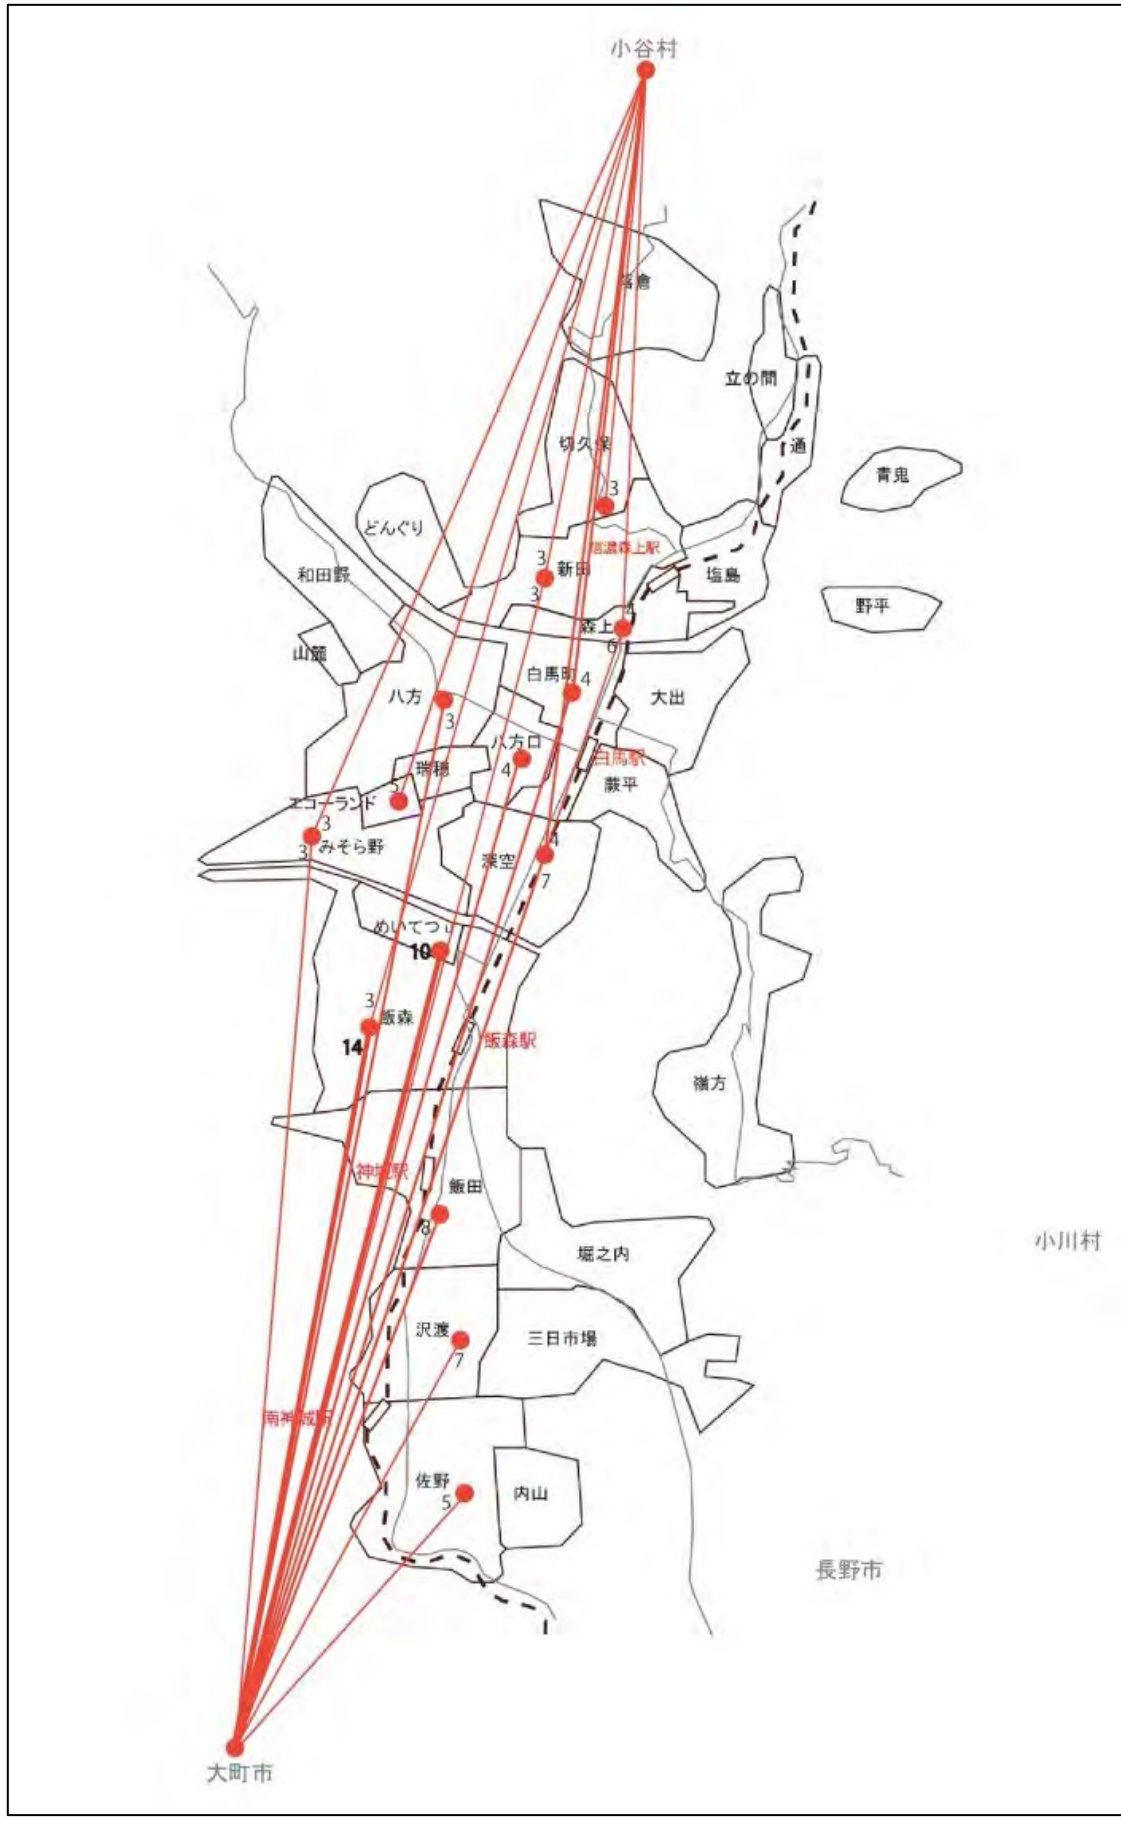 小谷村
落倉
立の間
通
切久保
青鬼
3
どんぐり
信濃森上駅
3
新田
3
和田野
塩島
野平
森上
6
山麓
白馬町
4
八方
3
大出
八方口
4
白馬駅
瑞穂
蕨平
5
エコーランド
3
3
みそら野
4
深空
7
めいてつ
10
3
飯森
14
飯森駅
嶺方
神城駅
飯田
8
小川村
堀之内
沢渡
7
三日市場
南神城駅
佐野
5
内山
長野市
大町市